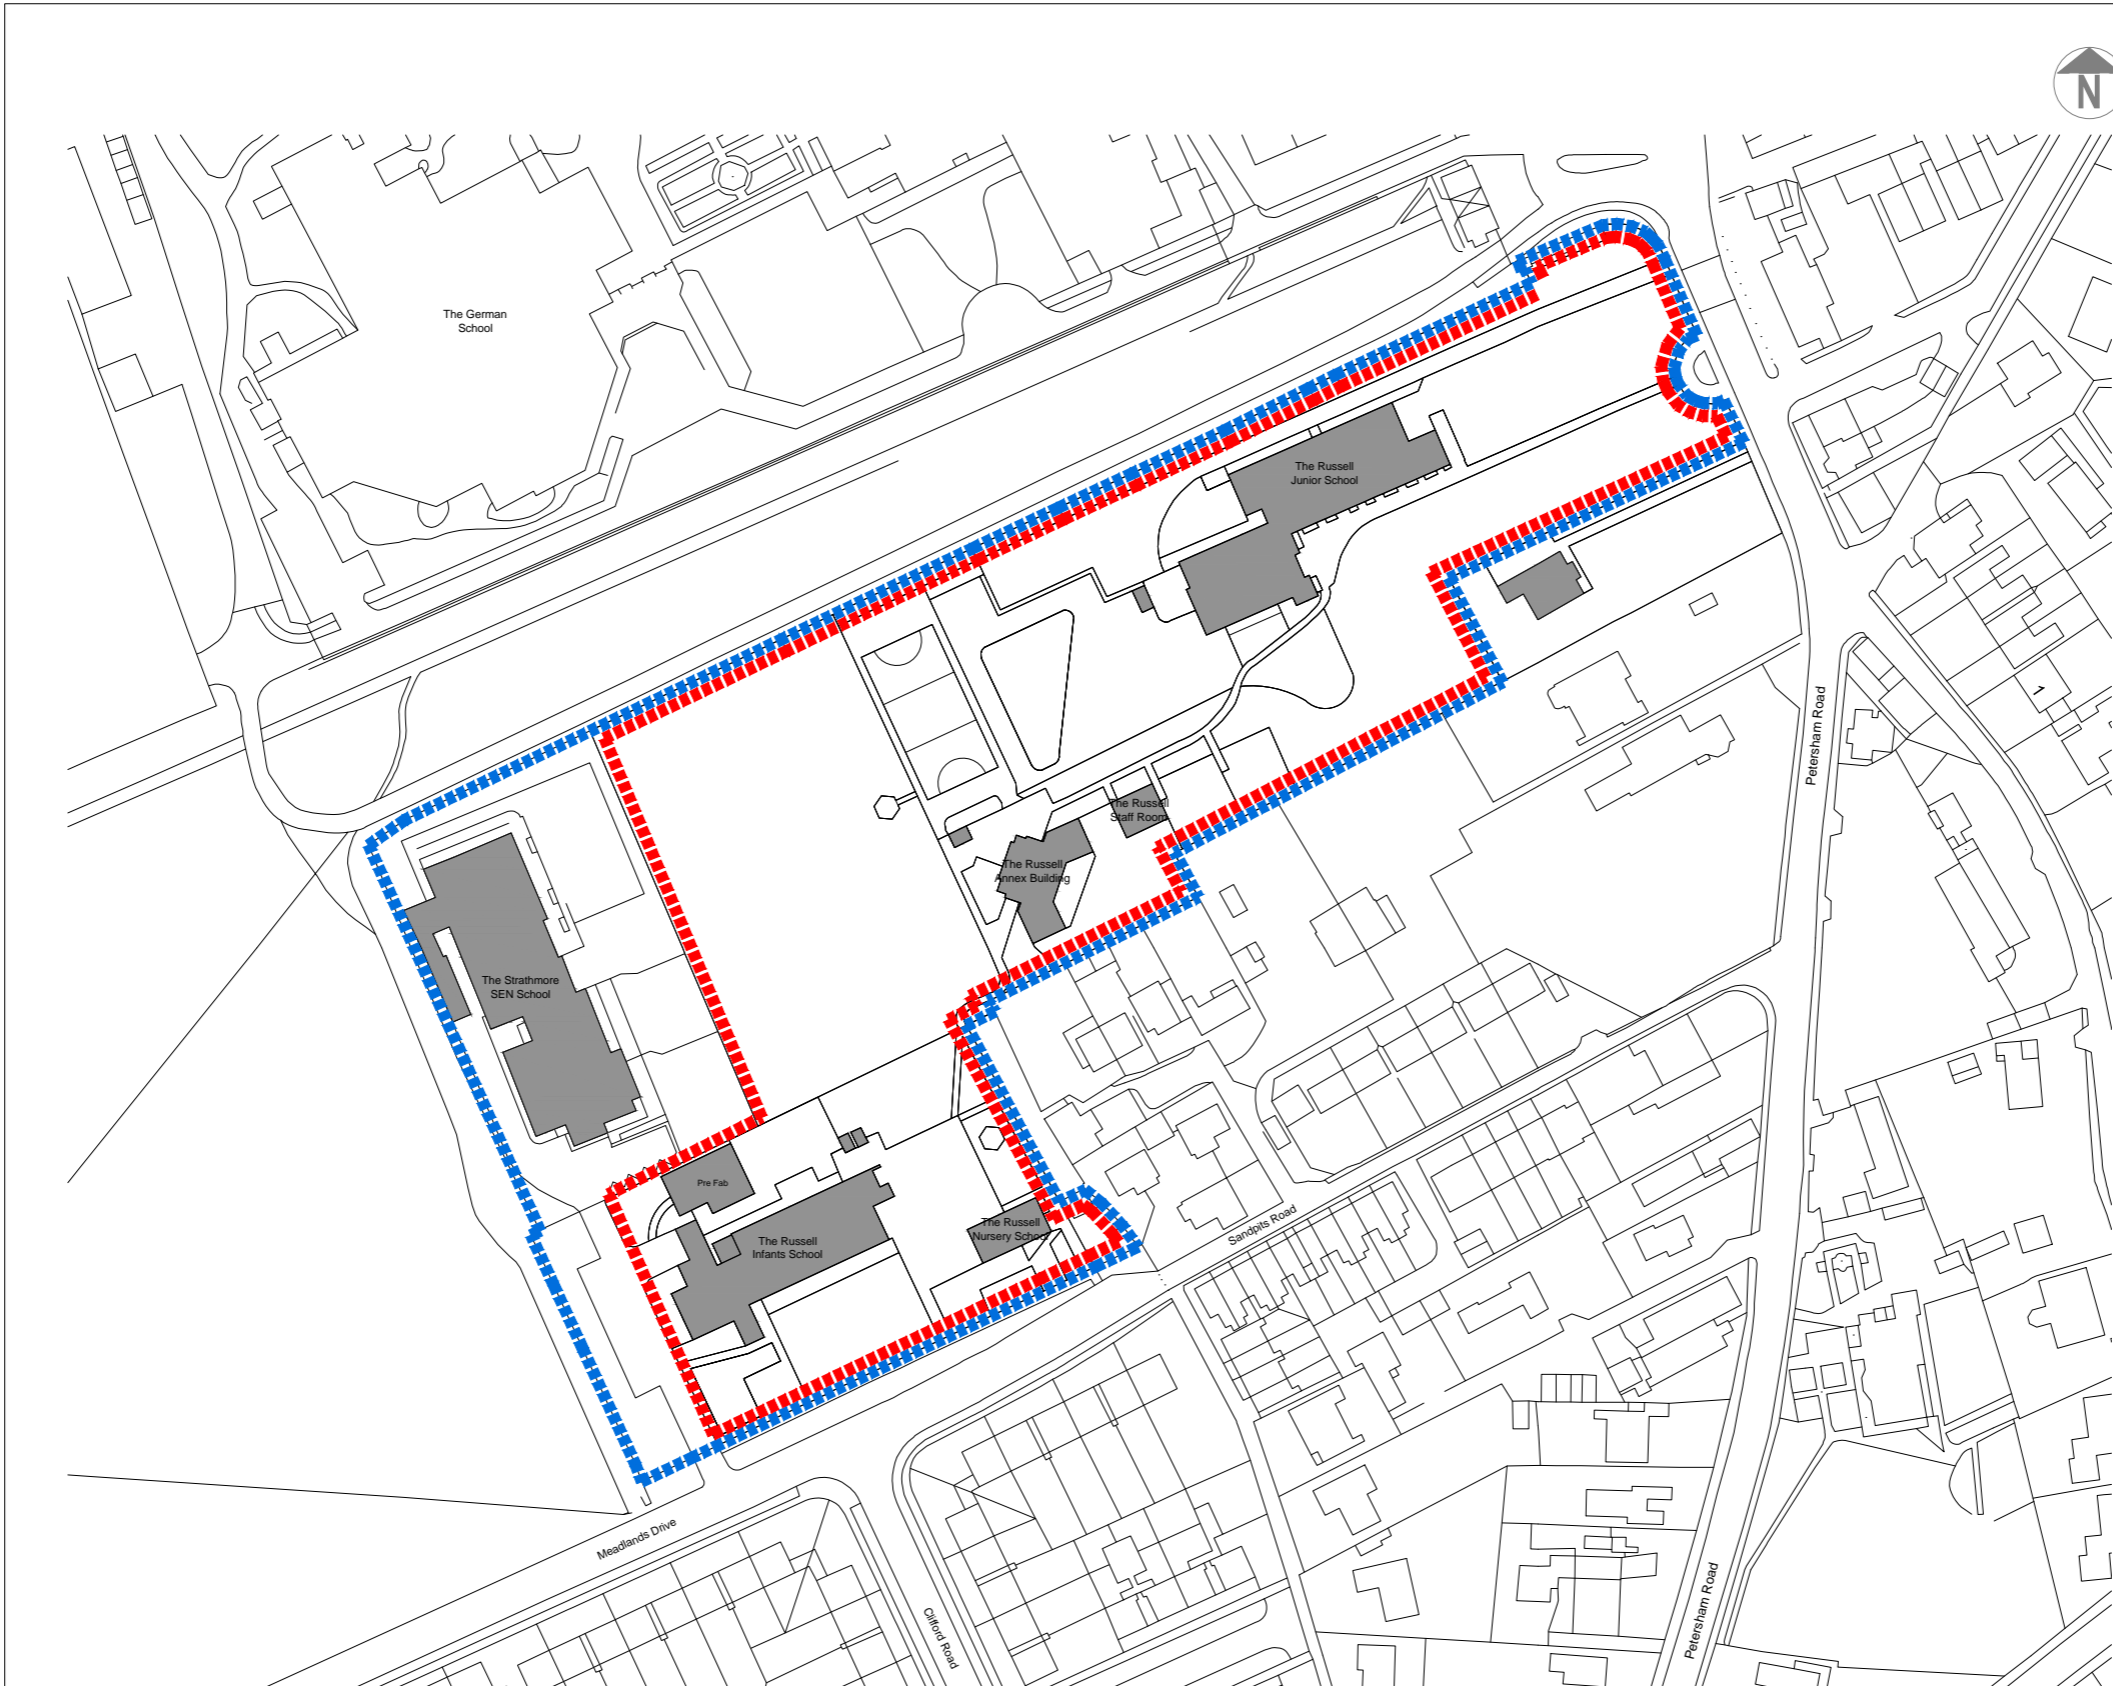 N
The German
School
The Russell
Junior School
1
Petersham Road
The Russell
Staff Room
The Russell
Annex Building
The Strathmore
SEN School
Pre Fab
The Russell
Nursery School
The Russell
Infants School
Sandpits Road
Meadlands Drive
Clifford Road
Petersham Road